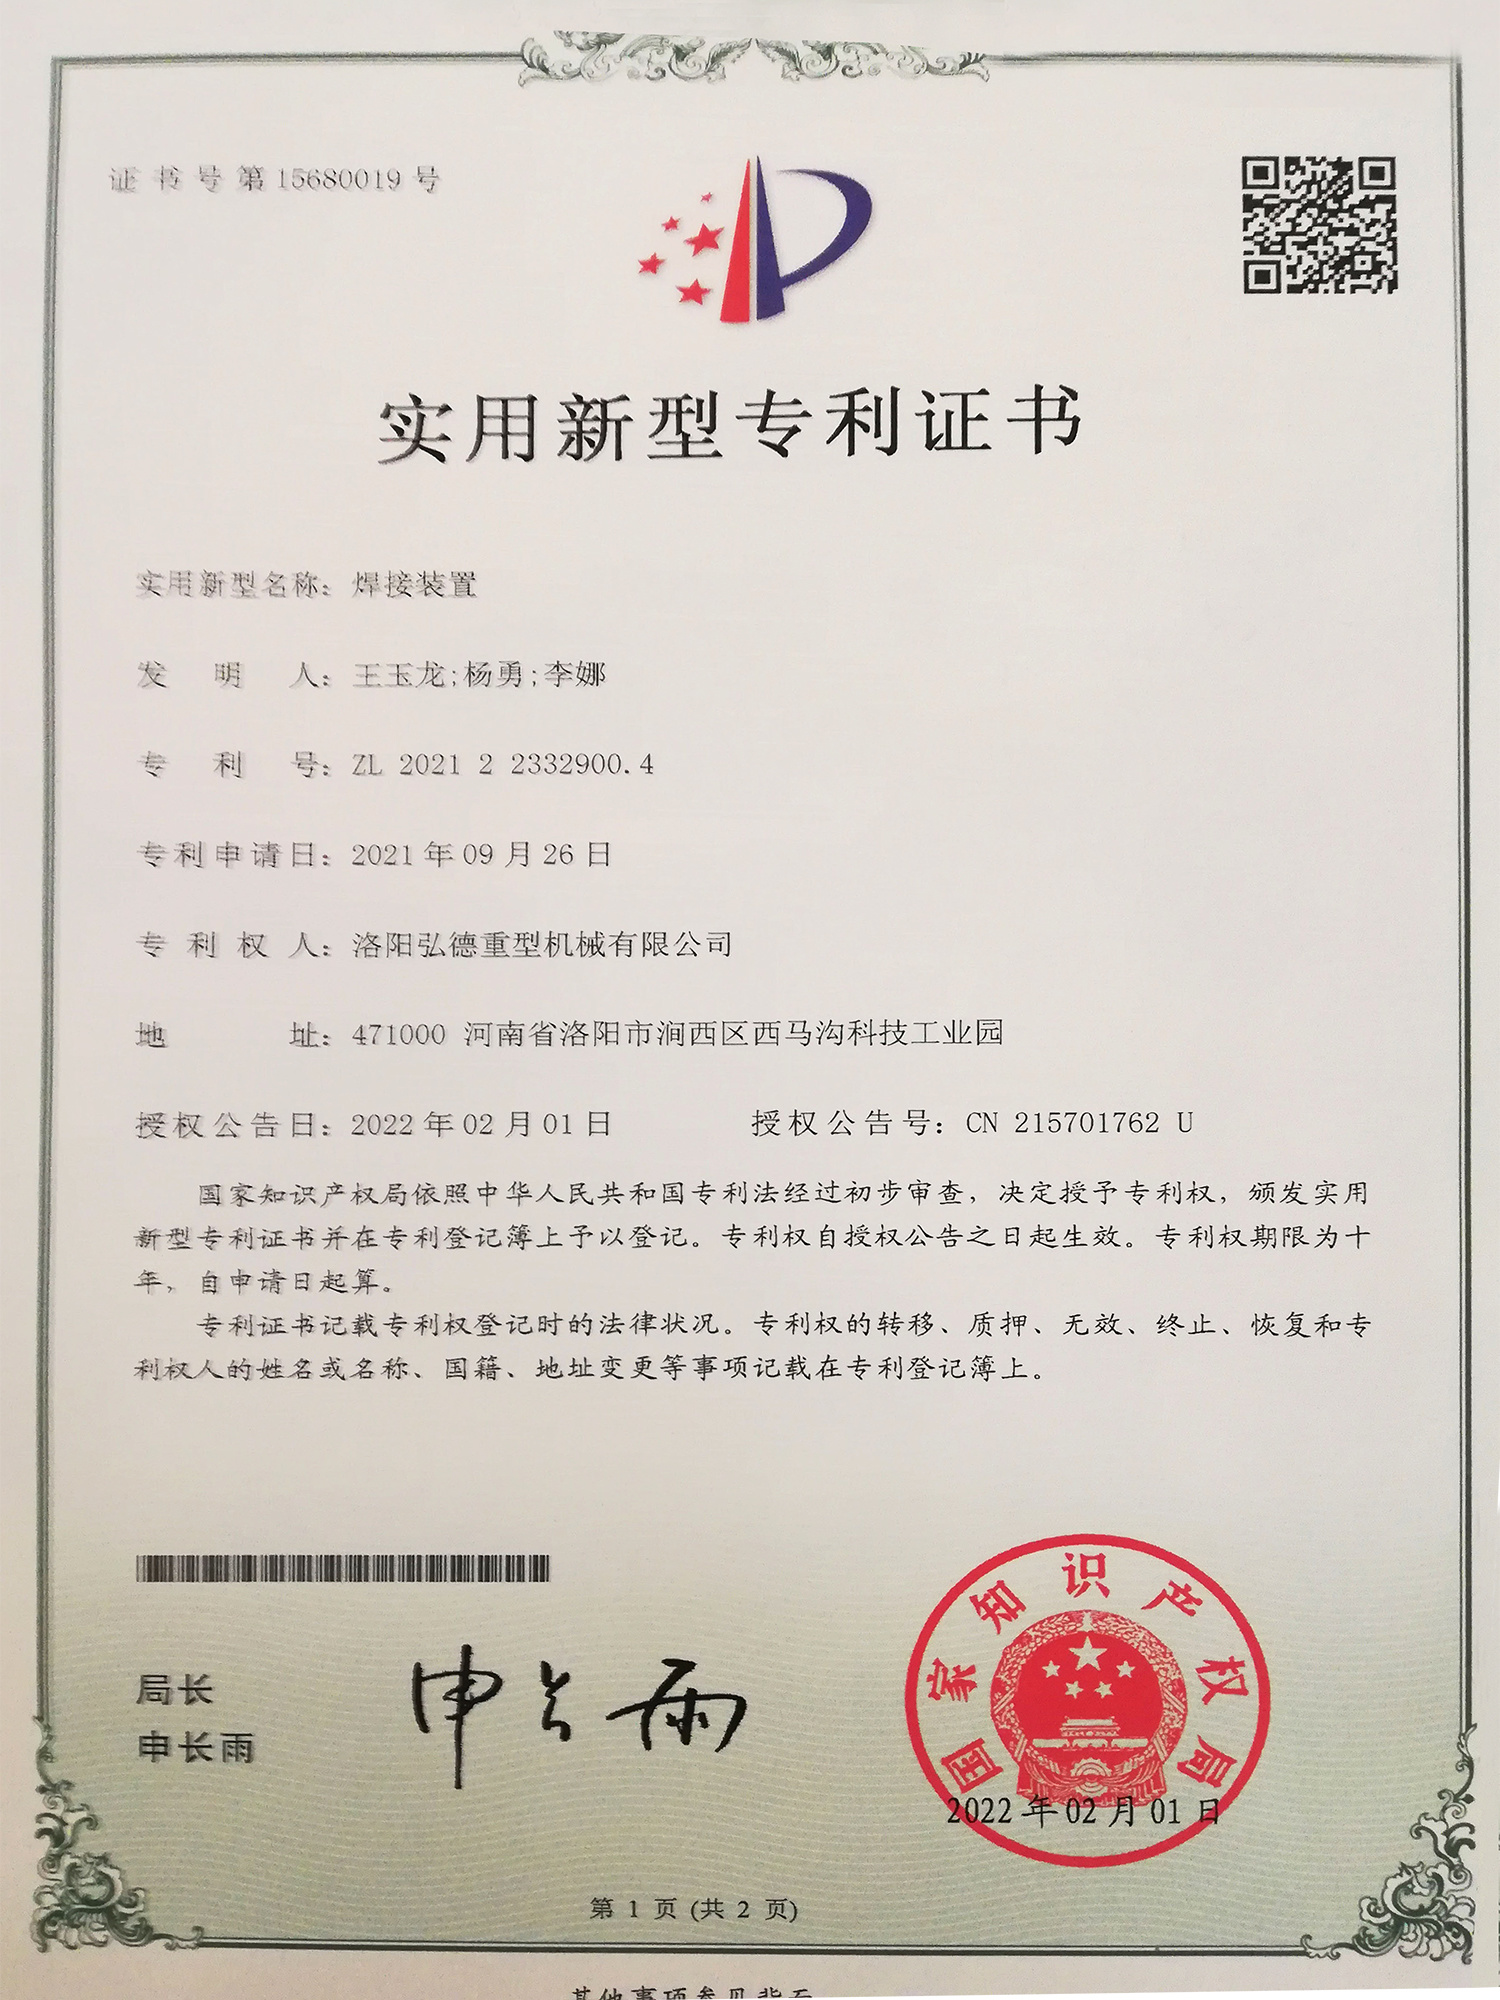 证书号第15680019号
实用新型专利证书
实用新型名称：焊接装置
发明人：王玉龙;杨勇;李娜
专利号：ZL 2021 2 2332900.4
专利申请日：2021年09月26日
专利权人：洛阳弘德重型机械有限公司
地址：471000 河南省洛阳市涧西区西马沟科技工业园
授权公告日：2022年02月01日 授权公告号：CN 215701762 U
国家知识产权局依照中华人民共和国专利法经过初步审查，决定授予专利权，颁发实用
新型专利证书并在专利登记簿上予以登记。专利权自授权公告之日起生效。专利权期限为十
年，自申请日起算。
专利证书记载专利权登记时的法律状况。专利权的转移、质押、无效、终止、恢复和专
利权人的姓名或名称、国籍、地址变更等事项记载在专利登记簿上。
局长
申长雨
申长雨
国家知识产权局
2022年02月01日
第 1 页 (共 2 页)
其他事项参见背面